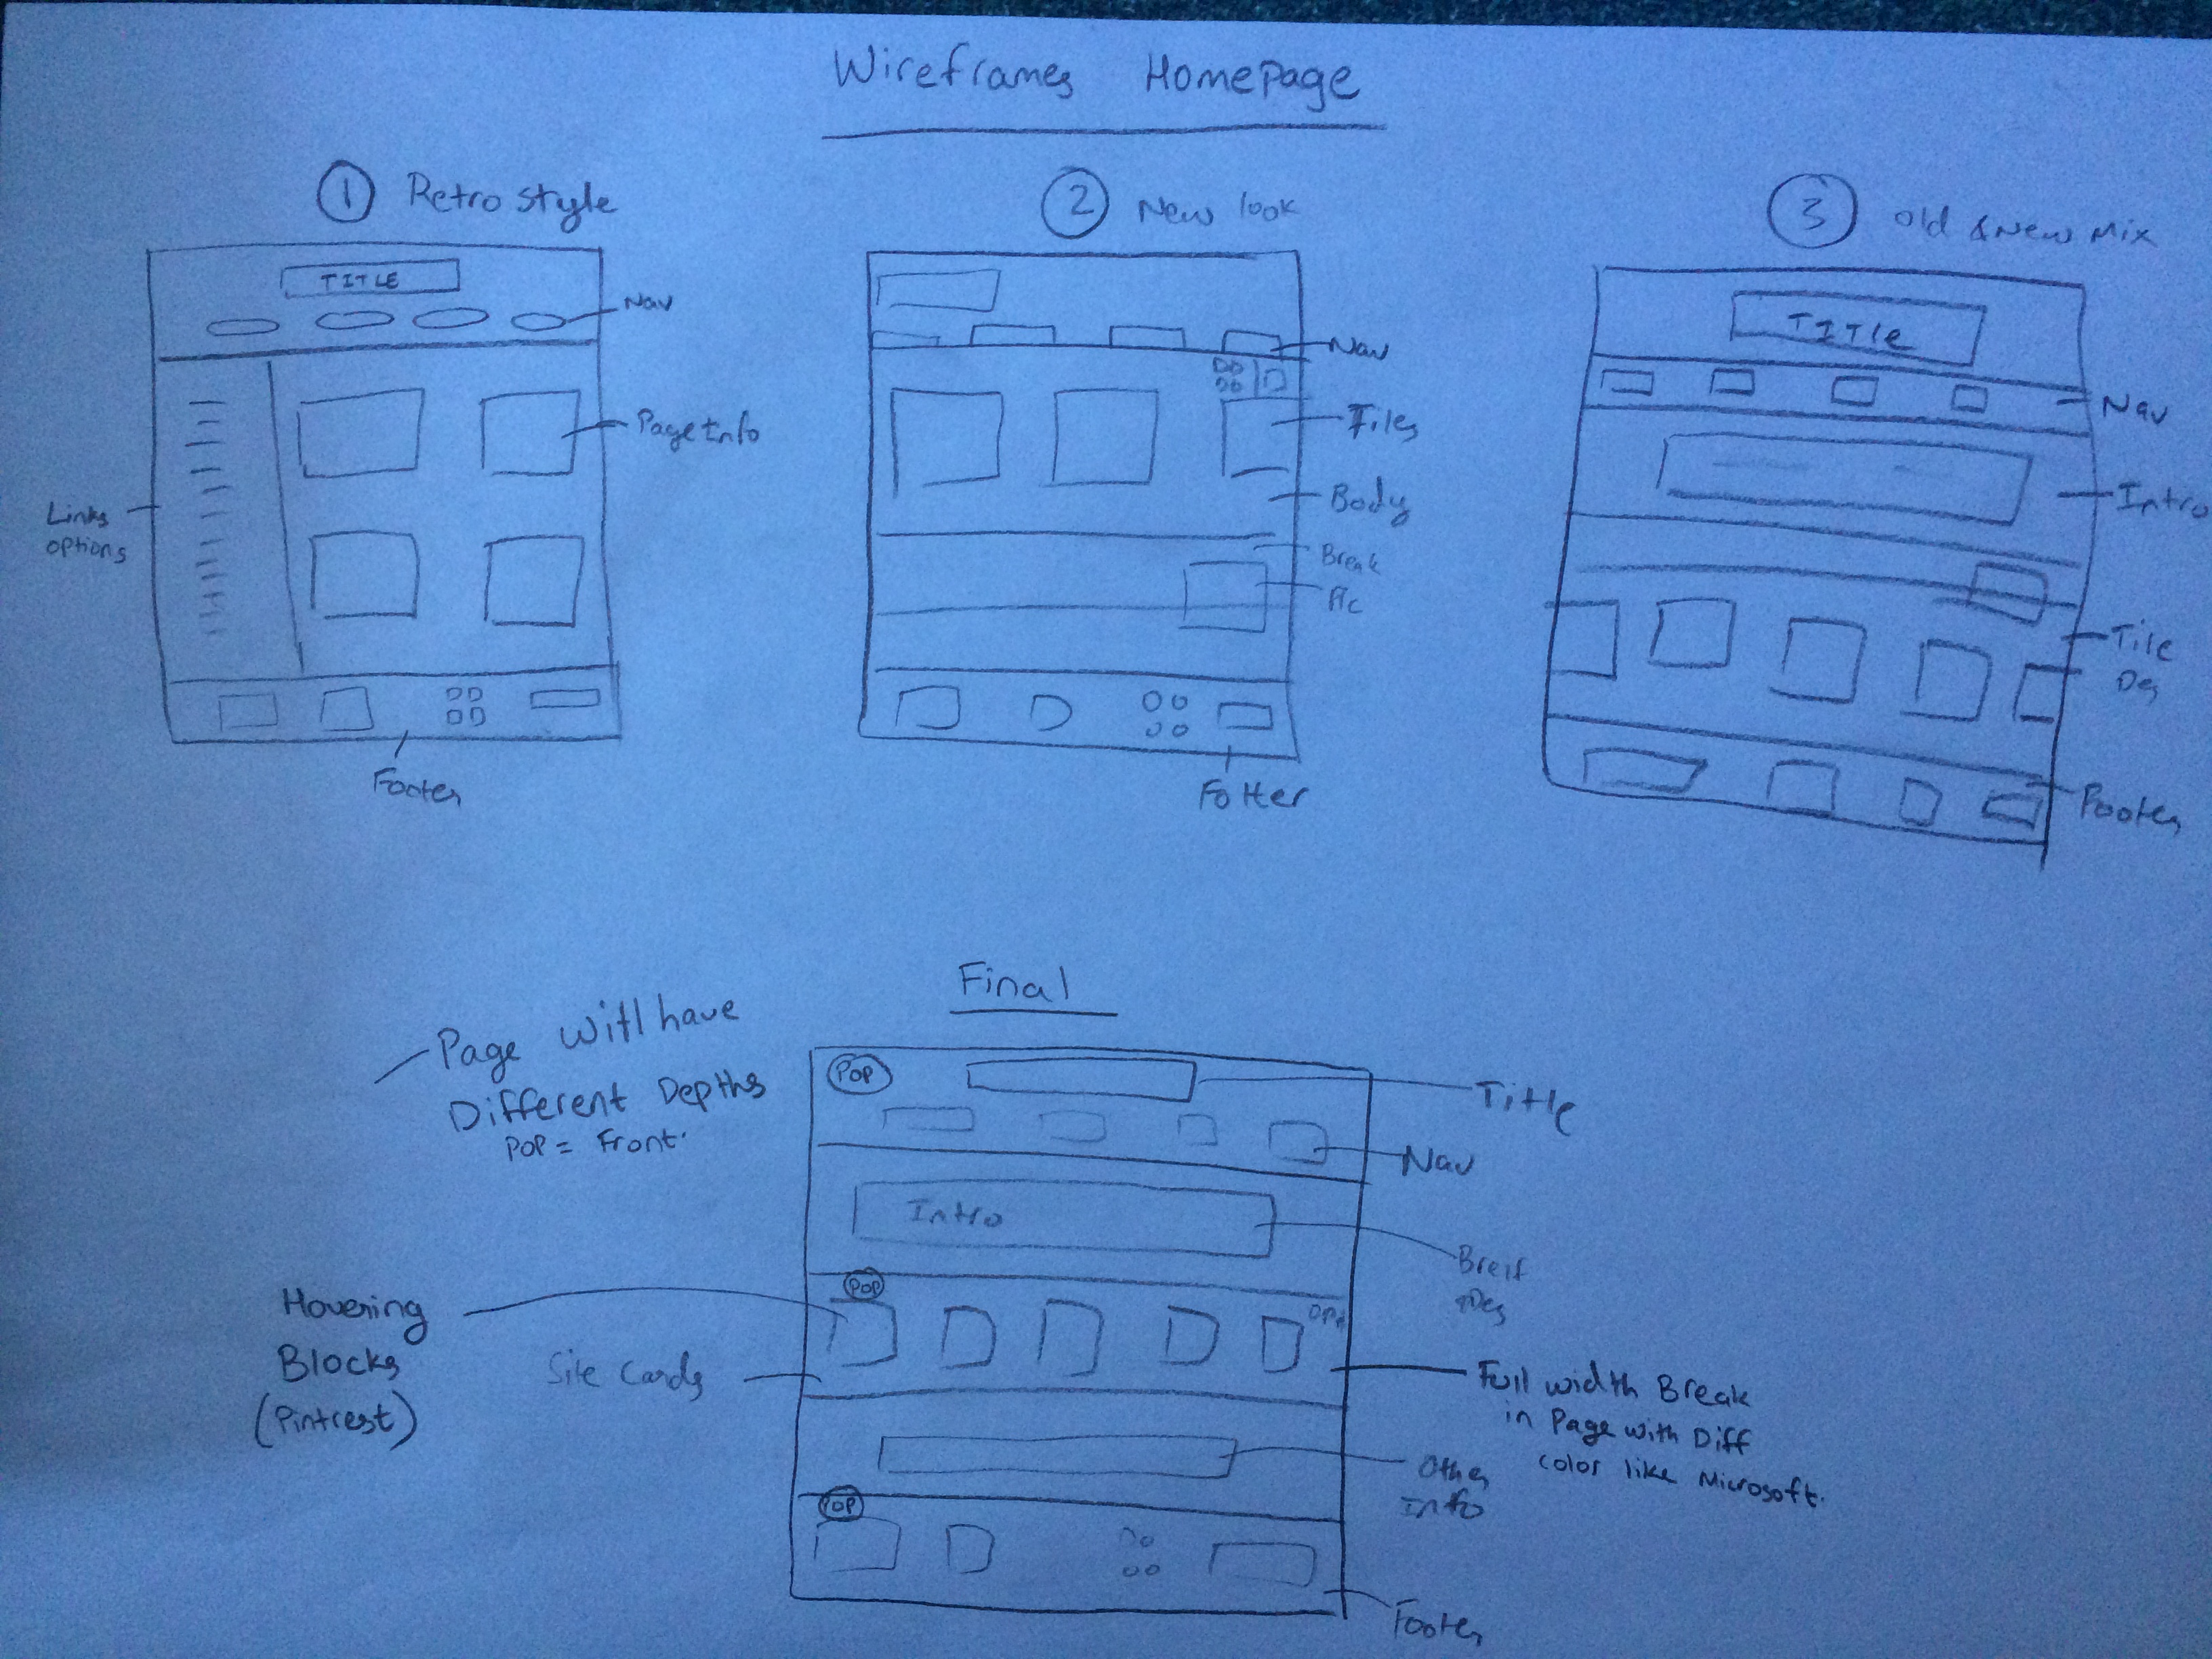 Wireframes Homepage
① Retro style
TITLE
Nav
Page Info
Links
options
Footer
② New look
Nav
Tiles
Body
Break
Pic
Fotter
③ old & new mix
TITLE
Nav
Intro
Tile
Des
Footer
Final
Page will have
Different Depths
POP = Front.
Hovering
Blocks
(Pintrest)
Site Cards
POP
Title
Nav
Intro
Breif
Des
POP
Full width Break
in Page with Diff
color like Microsoft.
Other
Info
POP
Footer